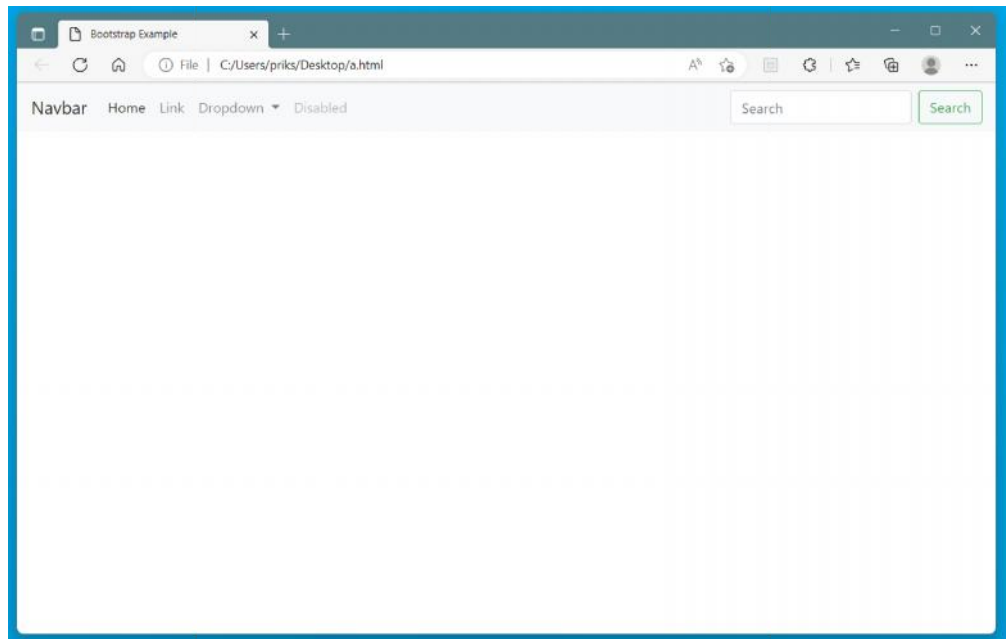 Bootstrap Example
File | C:/Users/priks/Desktop/a.html
Navbar Home Link Dropdown Disabled Search Search